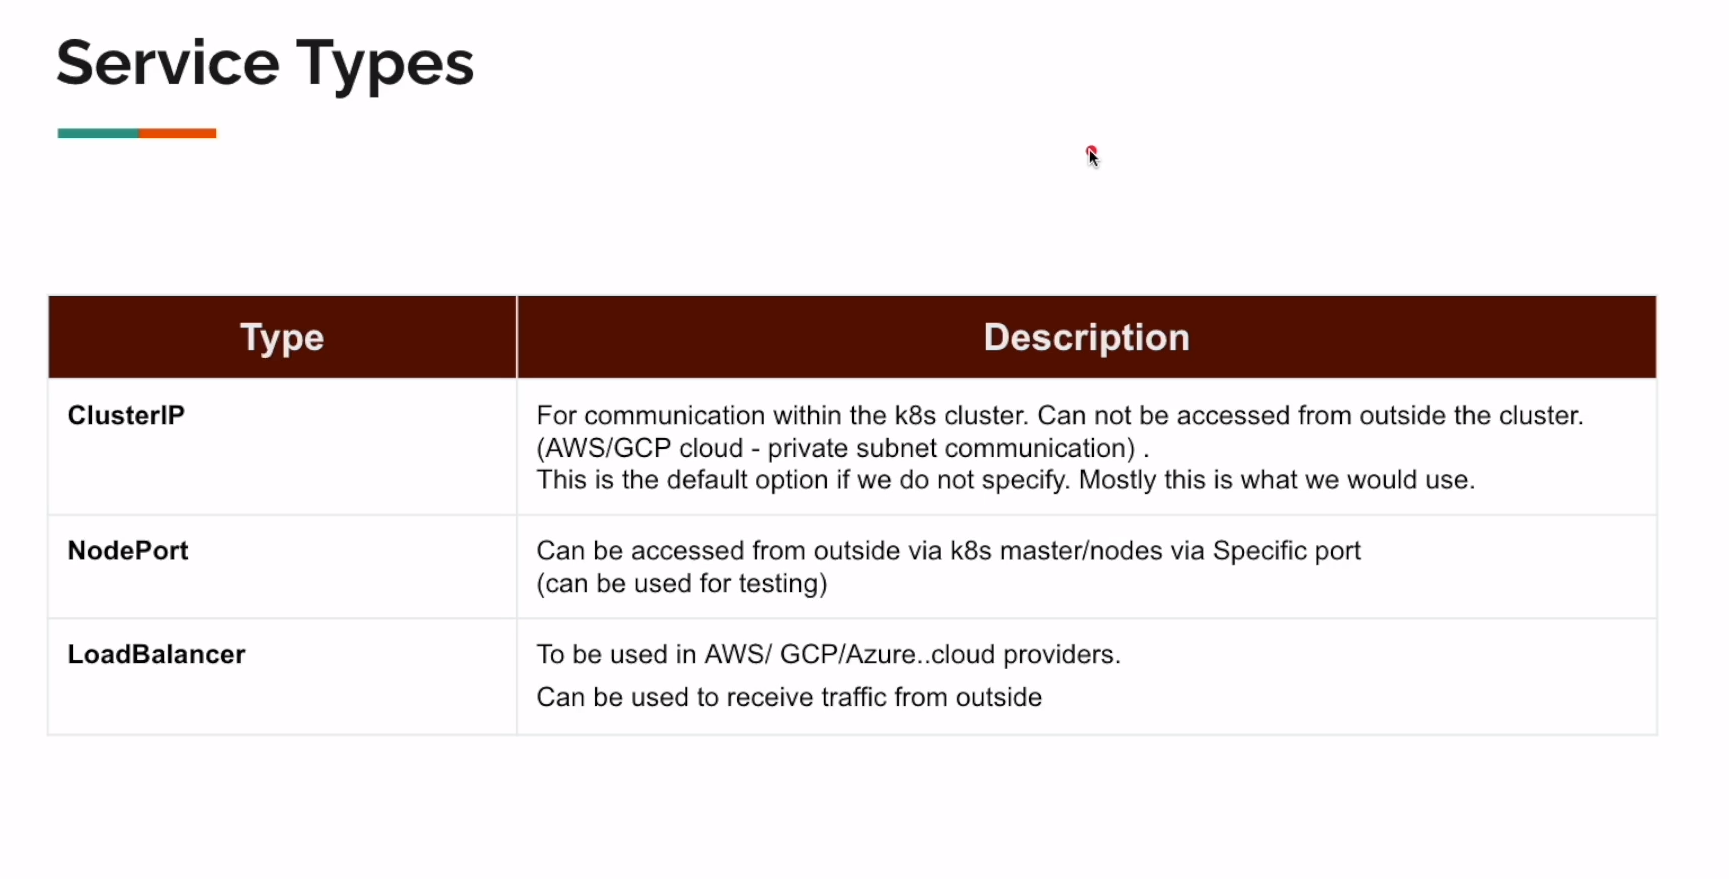 Service Types
Type
Description
ClusterIP
For communication within the k8s cluster. Can not be accessed from outside the cluster.
(AWS/GCP cloud - private subnet communication) .
This is the default option if we do not specify. Mostly this is what we would use.
NodePort
Can be accessed from outside via k8s master/nodes via Specific port
(can be used for testing)
LoadBalancer
To be used in AWS/ GCP/Azure..cloud providers.
Can be used to receive traffic from outside